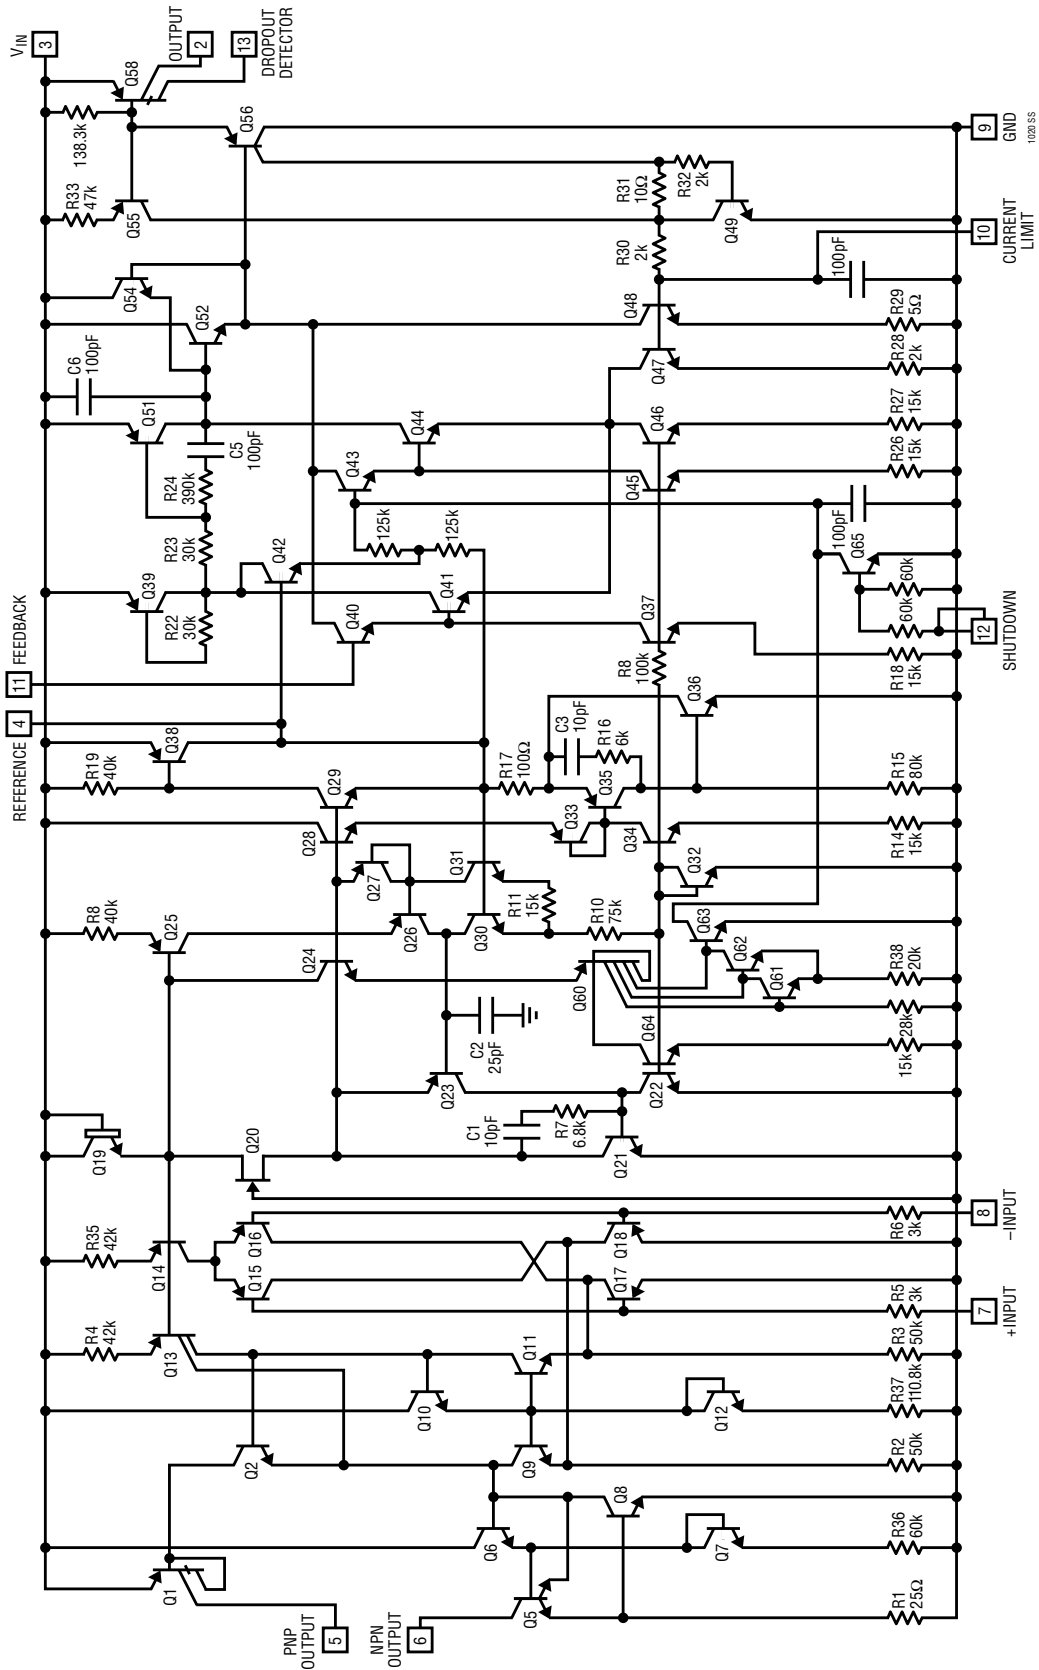 REFERENCE
4
FEEDBACK
11
VIN
3
Q1
Q19
R4
42k
R35
42k
R8
40k
R19
40k
138.3k
R33
47k
C6
100pF
Q58
OUTPUT
2
DROPOUT
DETECTOR
13
Q2
Q13
Q14
Q25
Q38
Q39
R22
30k
R23
30k
R24
390k
C5
100pF
Q51
Q52
Q54
Q55
Q56
Q15
Q16
Q20
Q24
Q28
Q29
Q42
Q27
Q26
Q40
125k
125k
Q43
Q44
PNP
OUTPUT
5
NPN
OUTPUT
6
Q6
Q10
Q9
Q11
C1
10pF
Q23
C2
25pF
Q30
Q31
R17
100Ω
Q41
Q5
R7
6.8k
R11
15k
Q33
C3
10pF
R16
6k
Q35
Q8
Q17
Q18
Q21
Q22
Q64
Q60
R10
75k
Q34
R8
100k
Q37
Q45
Q46
Q47
Q48
R30
2k
R31
10Ω
R32
2k
Q7
Q12
Q63
Q62
Q61
Q32
Q36
Q49
Q65
100pF
100pF
R1
25Ω
R36
60k
R2
50k
R37
110.8k
R3
50k
R5
3k
R6
3k
15k
28k
R38
20k
R14
15k
R15
80k
R18
15k
60k
60k
R26
15k
R27
15k
R28
2k
R29
5Ω
7
+INPUT
8
–INPUT
12
SHUTDOWN
10
CURRENT
LIMIT
9
GND
1020 SS